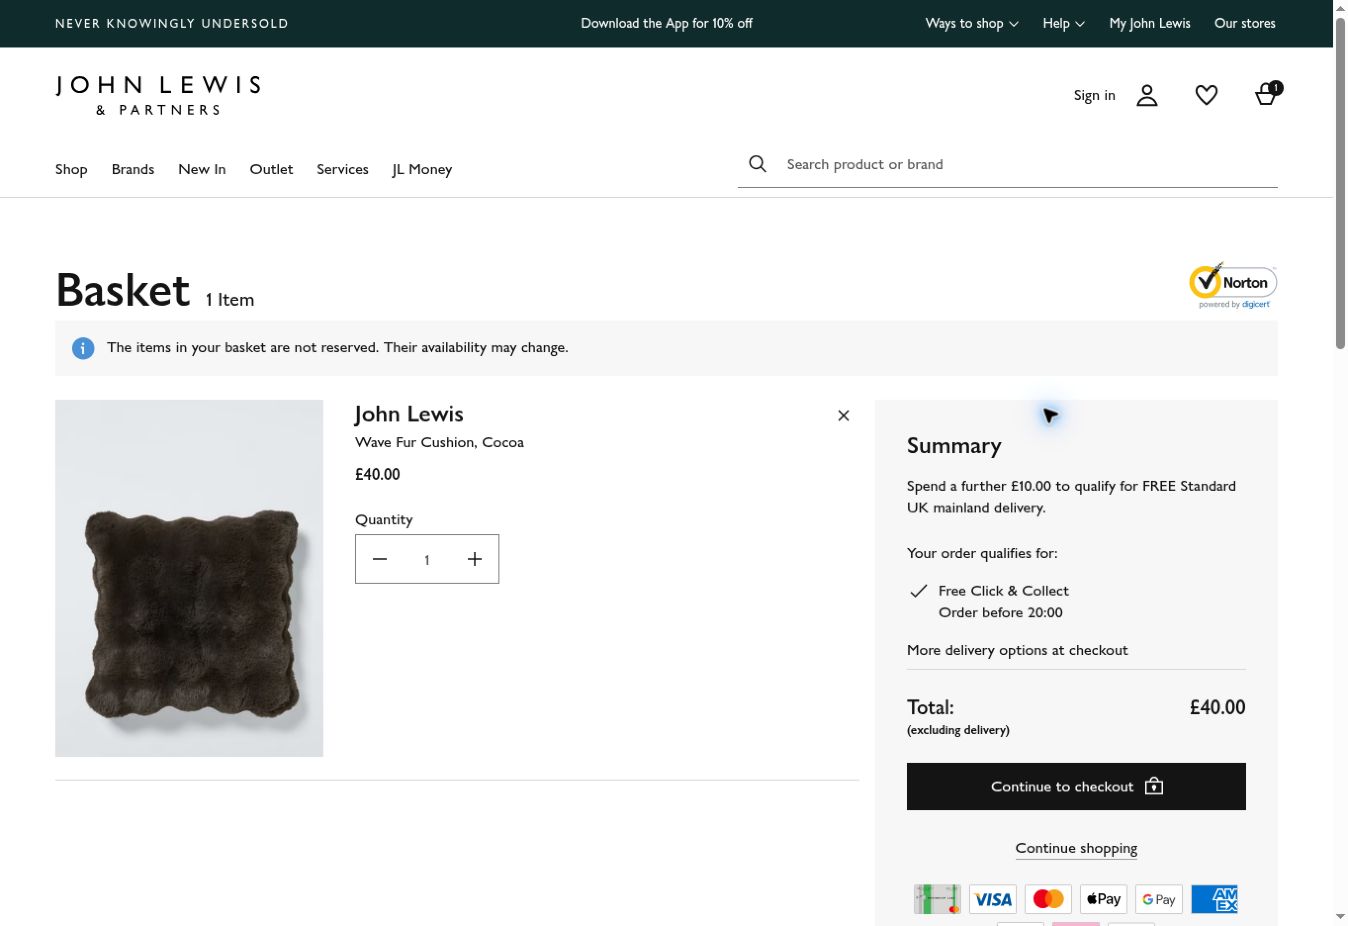 NEVER KNOWINGLY UNDERSOLD
Download the App for 10% off
Ways to shop
Help
My John Lewis
Our stores
JOHN LEWIS
& PARTNERS
Sign in
1
Shop
Brands
New In
Outlet
Services
JL Money
Search product or brand
Basket
1 Item
Norton
powered by digicert
The items in your basket are not reserved. Their availability may change.
John Lewis
Wave Fur Cushion, Cocoa
£40.00
Quantity
1
Summary
Spend a further £10.00 to qualify for FREE Standard
UK mainland delivery.
Your order qualifies for:
Free Click & Collect
Order before 20:00
More delivery options at checkout
Total:
£40.00
(excluding delivery)
Continue to checkout
Continue shopping
VISA
Pay
G Pay
AM
EX